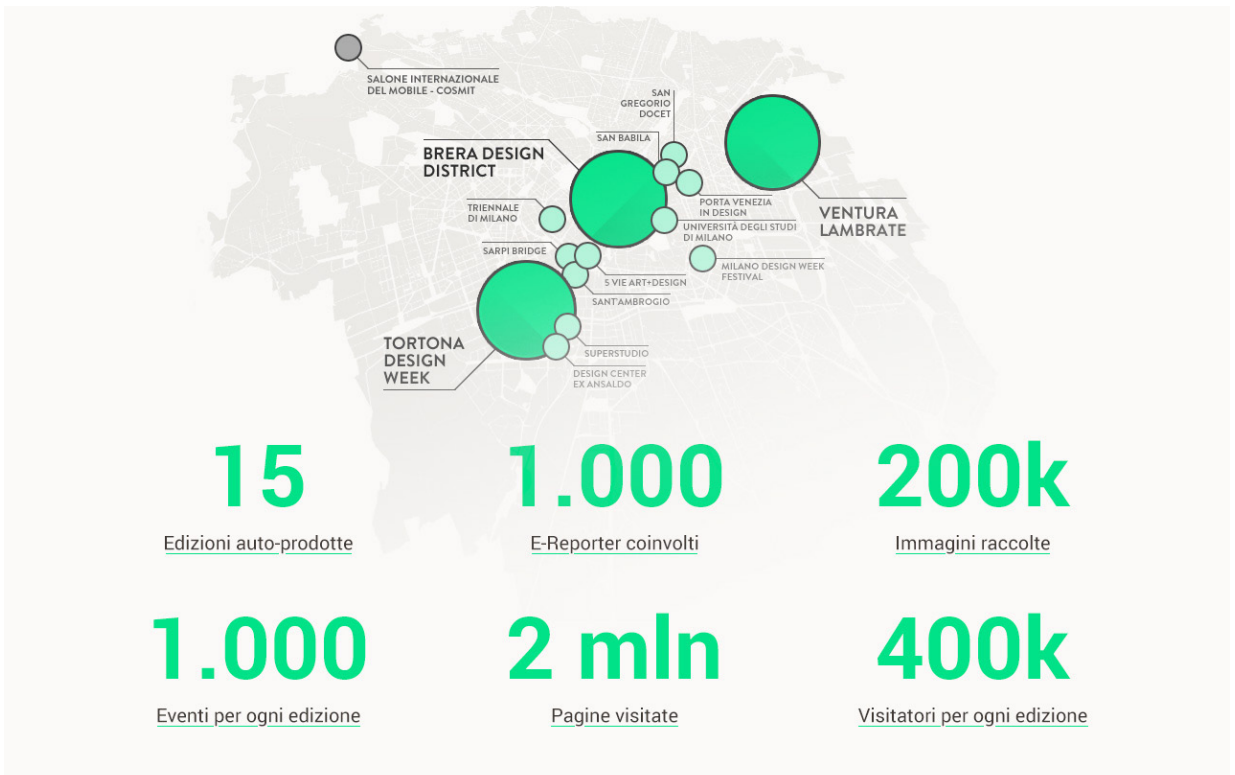 SALONE INTERNAZIONALE
DEL MOBILE - COSMIT
SAN
GREGORIO
DOCET
SAN BABILA
BRERA DESIGN
DISTRICT
TRIENNALE
DI MILANO
PORTA VENEZIA
IN DESIGN
VENTURA
LAMBRATE
UNIVERSITÀ DEGLI STUDI
DI MILANO
SARPI BRIDGE
MILANO DESIGN WEEK
FESTIVAL
5 VIE ART+DESIGN
SANT'AMBROGIO
TORTONA
DESIGN
WEEK
SUPERSTUDIO
DESIGN CENTER
EX ANSALDO
15
Edizioni auto-prodotte
1.000
E-Reporter coinvolti
200k
Immagini raccolte
1.000
Eventi per ogni edizione
2 mln
Pagine visitate
400k
Visitatori per ogni edizione